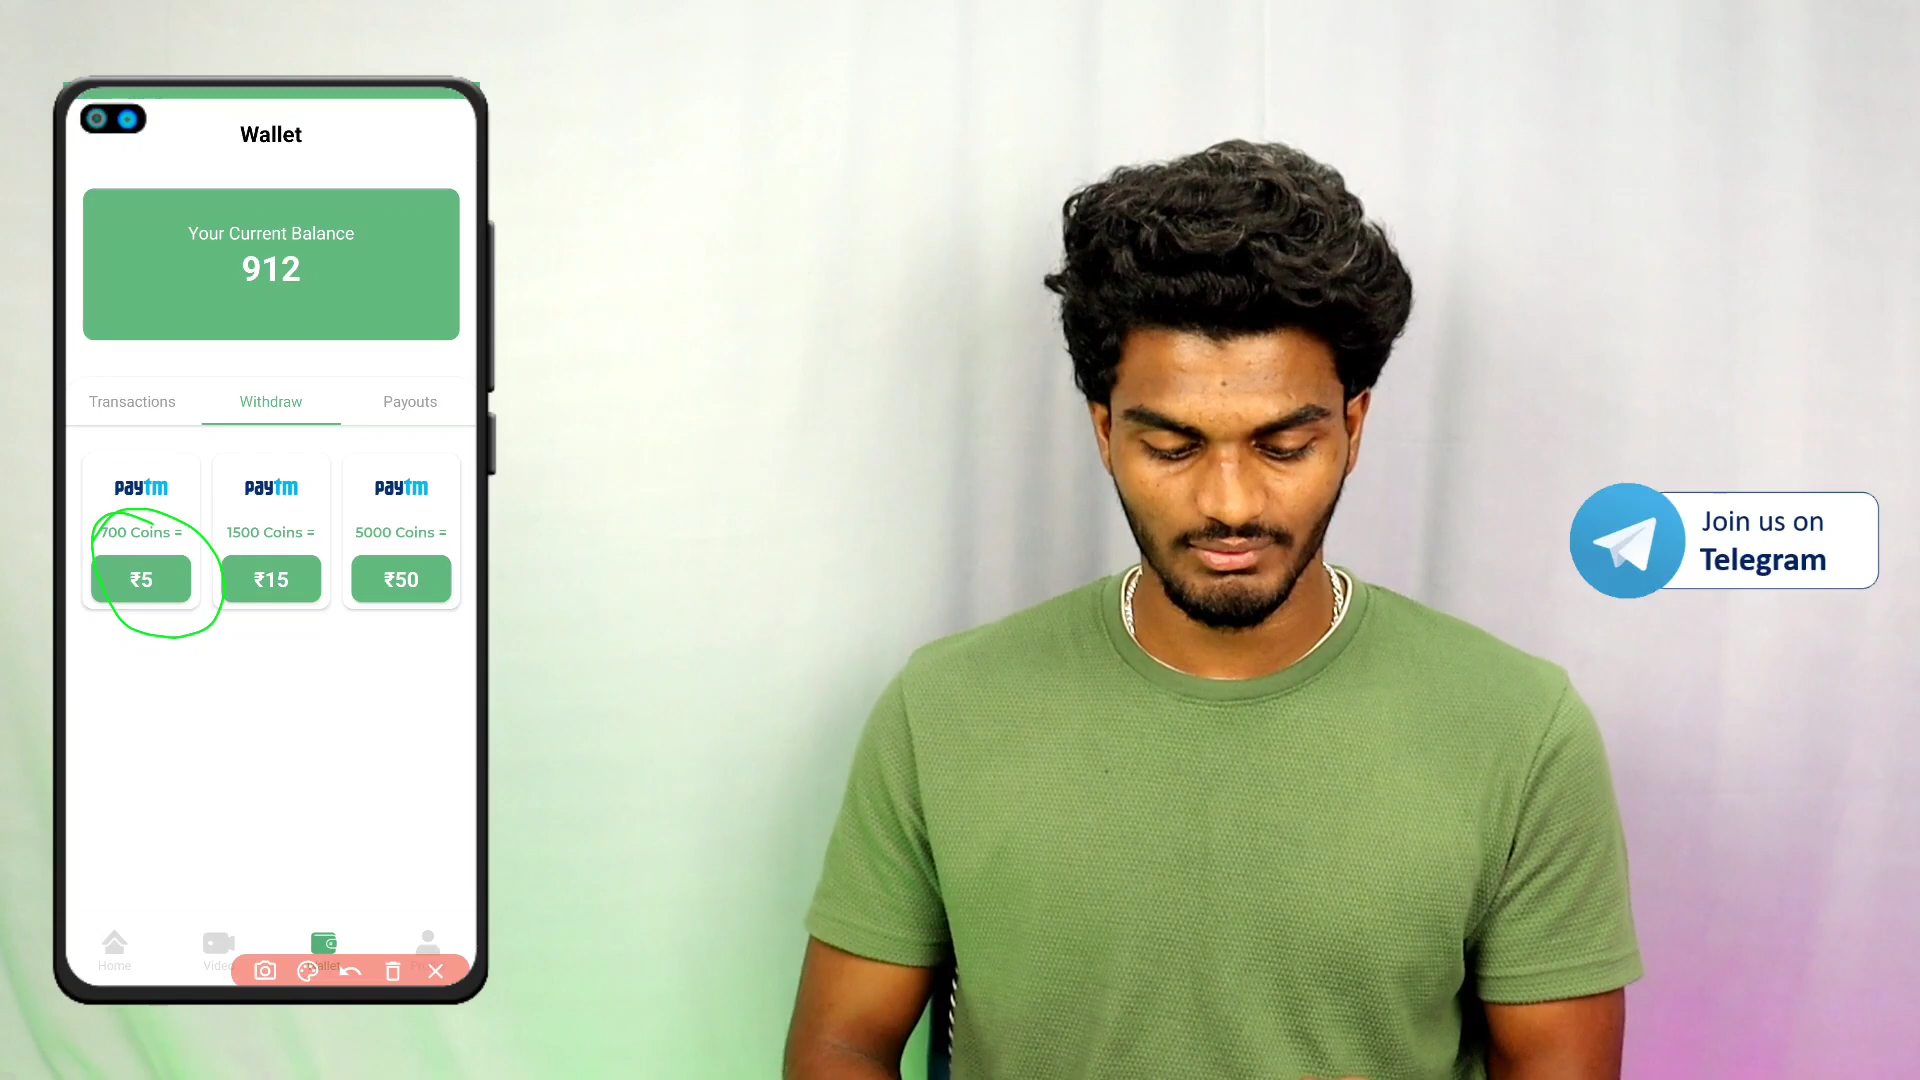 Wallet
Your Current Balance
912
Transactions
Withdraw
Payouts
paytm
paytm
paytm
700 Coins =
1500 Coins =
5000 Coins =
₹5
₹15
₹50
Home
Join us on
Telegram